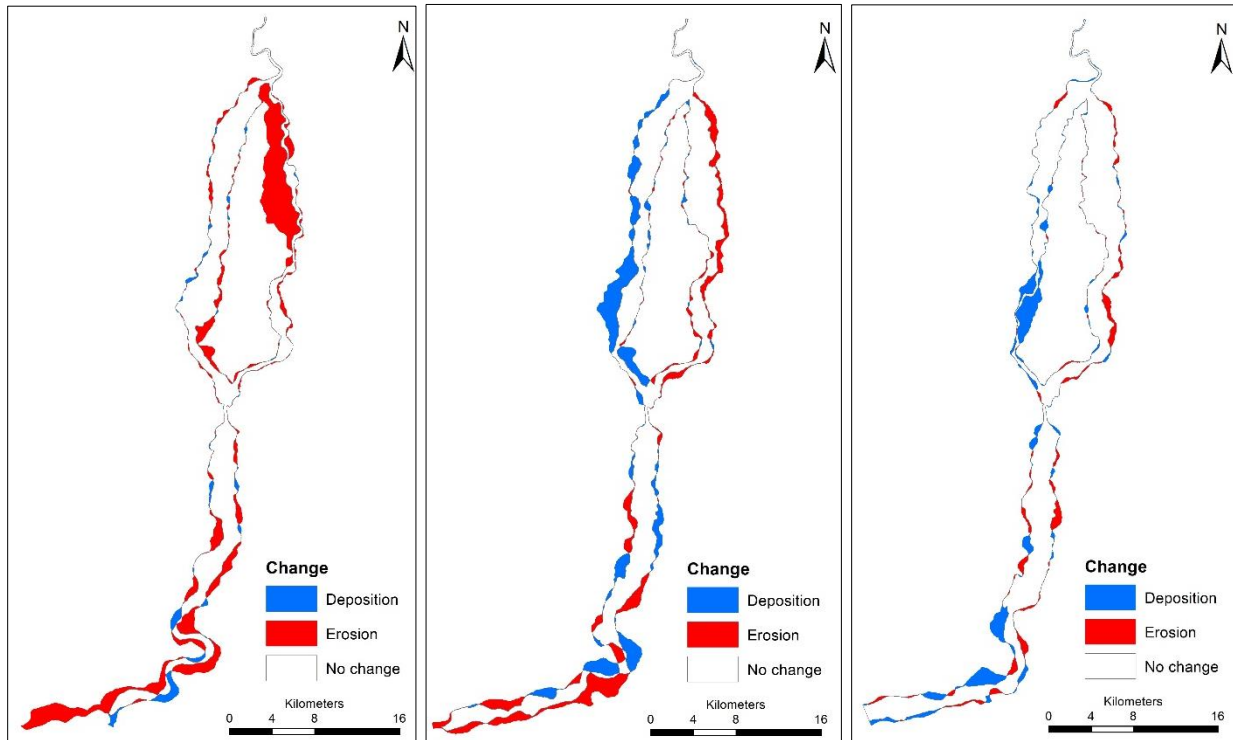 N
Change
Deposition
Erosion
No change
Kilometers
0 4 8 16
N
Change
Deposition
Erosion
No change
Kilometers
0 4 8 16
N
Change
Deposition
Erosion
No change
Kilometers
0 4 8 16